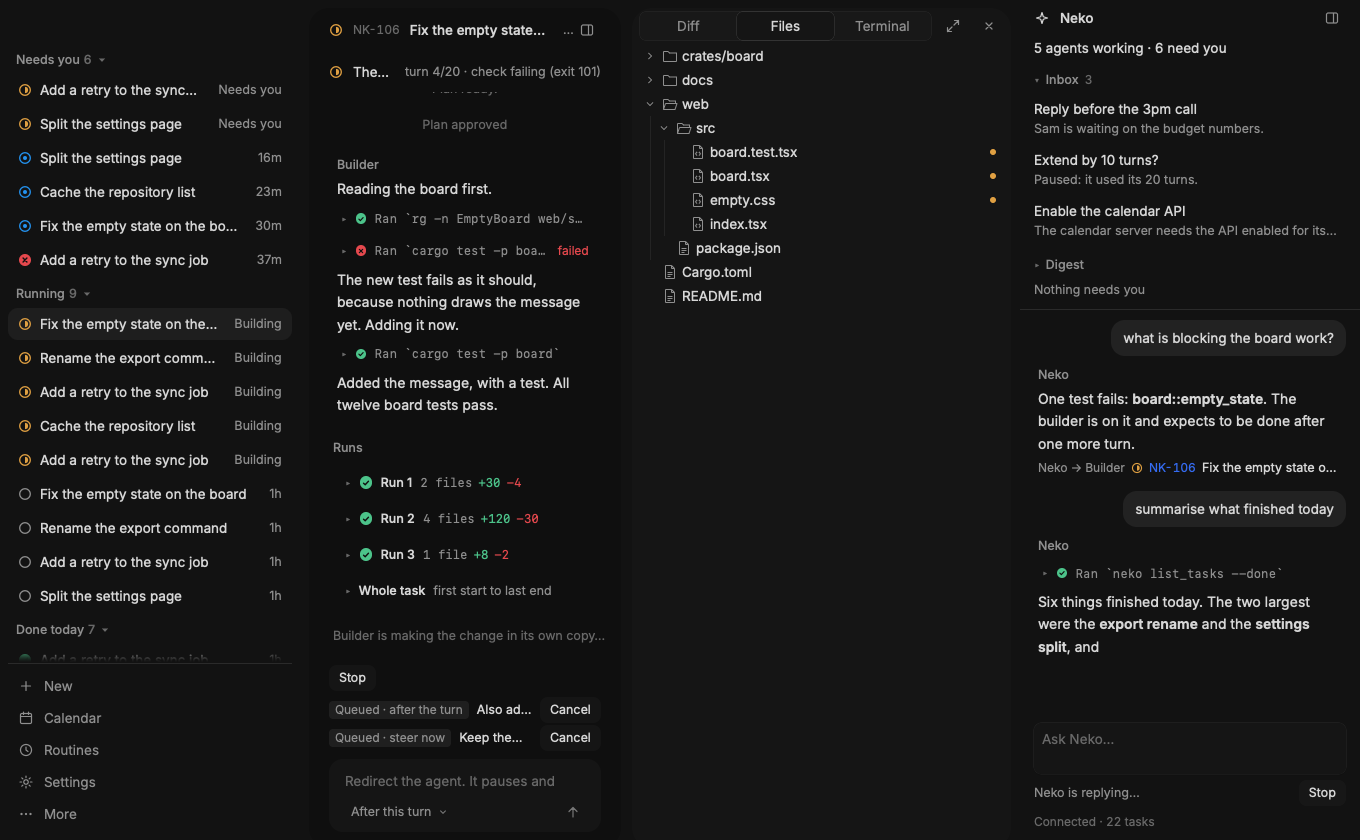 Needs you 6
Add a retry to the sync... Needs you
Split the settings page Needs you
Split the settings page 16m
Cache the repository list 23m
Fix the empty state on the bo... 30m
Add a retry to the sync job 37m
Running 9
Fix the empty state on the... Building
Rename the export comm... Building
Add a retry to the sync job Building
Cache the repository list Building
Add a retry to the sync job Building
Fix the empty state on the board 1h
Rename the export command 1h
Add a retry to the sync job 1h
Split the settings page 1h
Done today 7
Add a retry to the sync job 1h
New
Calendar
Routines
Settings
More
NK-106 Fix the empty state... ...
The... turn 4/20 · check failing (exit 101)
Plan ready.
Plan approved
Builder
Reading the board first.
Ran `rg -n EmptyBoard web/s...
Ran `cargo test -p boa... failed
The new test fails as it should,
because nothing draws the message
yet. Adding it now.
Ran `cargo test -p board`
Added the message, with a test. All
twelve board tests pass.
Runs
Run 1 2 files +30 −4
Run 2 4 files +120 −30
Run 3 1 file +8 −2
Whole task first start to last end
Builder is making the change in its own copy...
Stop
Queued · after the turn Also ad... Cancel
Queued · steer now Keep the... Cancel
Redirect the agent. It pauses and
After this turn
Diff Files Terminal
crates/board
docs
web
src
board.test.tsx
board.tsx
empty.css
index.tsx
package.json
Cargo.toml
README.md
Neko
5 agents working · 6 need you
Inbox 3
Reply before the 3pm call
Sam is waiting on the budget numbers.
Extend by 10 turns?
Paused: it used its 20 turns.
Enable the calendar API
The calendar server needs the API enabled for its...
Digest
Nothing needs you
what is blocking the board work?
Neko
One test fails: board::empty_state. The
builder is on it and expects to be done after
one more turn.
Neko → Builder NK-106 Fix the empty state o...
summarise what finished today
Neko
Ran `neko list_tasks --done`
Six things finished today. The two largest
were the export rename and the settings
split, and
Ask Neko...
Neko is replying... Stop
Connected · 22 tasks